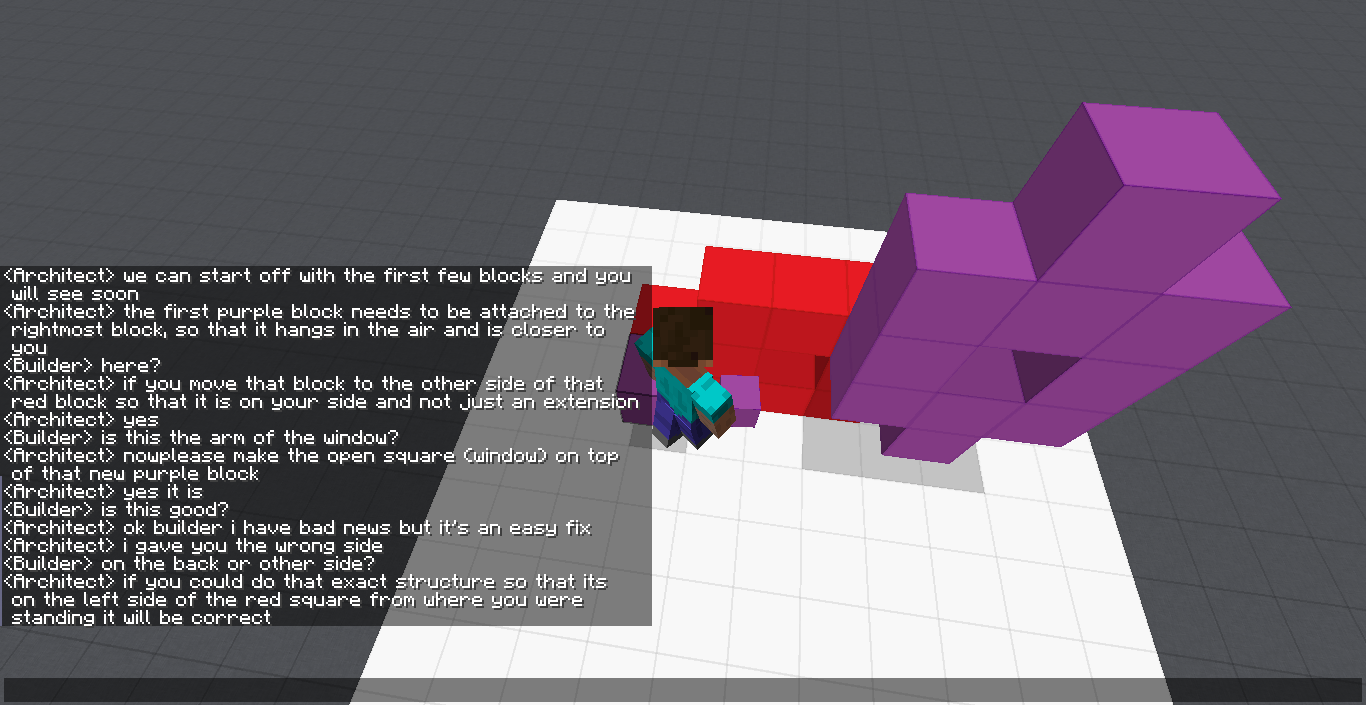 <Architect> we can start off with the first few blocks and you
will see soon
<Architect> the first purple block needs to be attached to the
rightmost block, so that it hangs in the air and is closer to
you
<Builder> here?
<Architect> if you move that block to the other side of that
red block so that it is on your side and not just an extension
<Architect> yes
<Builder> is this the arm of the window?
<Architect> nowplease make the open square (window) on top
of that new purple block
<Architect> yes it is
<Builder> is this good?
<Architect> ok builder i have bad news but it's an easy fix
<Architect> i gave you the wrong side
<Builder> on the back or other side?
<Architect> if you could do that exact structure so that its
on the left side of the red square from where you were
standing it will be correct